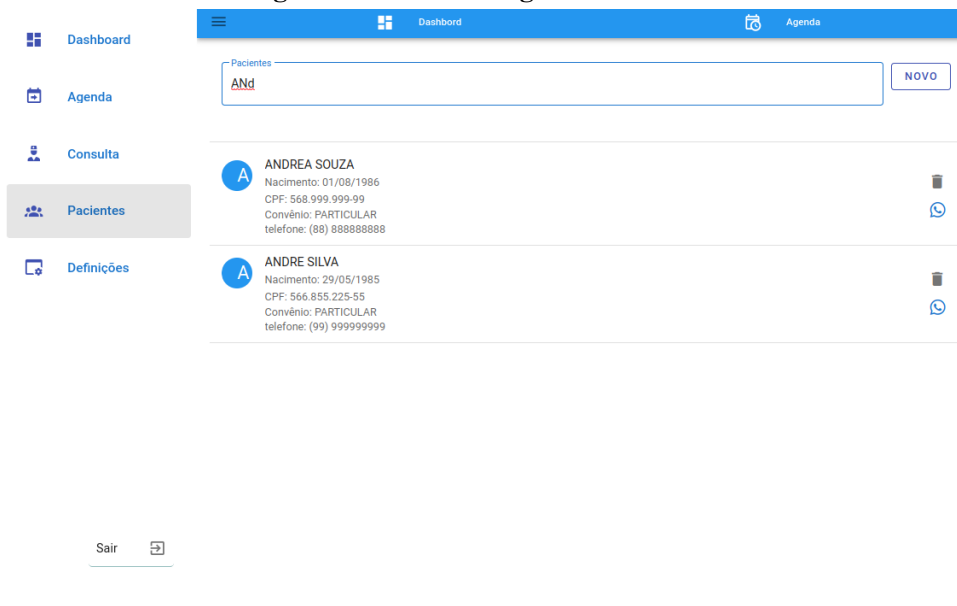 Dashboard
Agenda
Consulta
Pacientes
Definições
Sair
Dashbord
Agenda
Pacientes
ANd
NOVO
A
ANDREA SOUZA
Nacimento: 01/08/1986
CPF: 568.999.999-99
Convênio: PARTICULAR
telefone: (88) 888888888
A
ANDRE SILVA
Nacimento: 29/05/1985
CPF: 566.855.225-55
Convênio: PARTICULAR
telefone: (99) 999999999